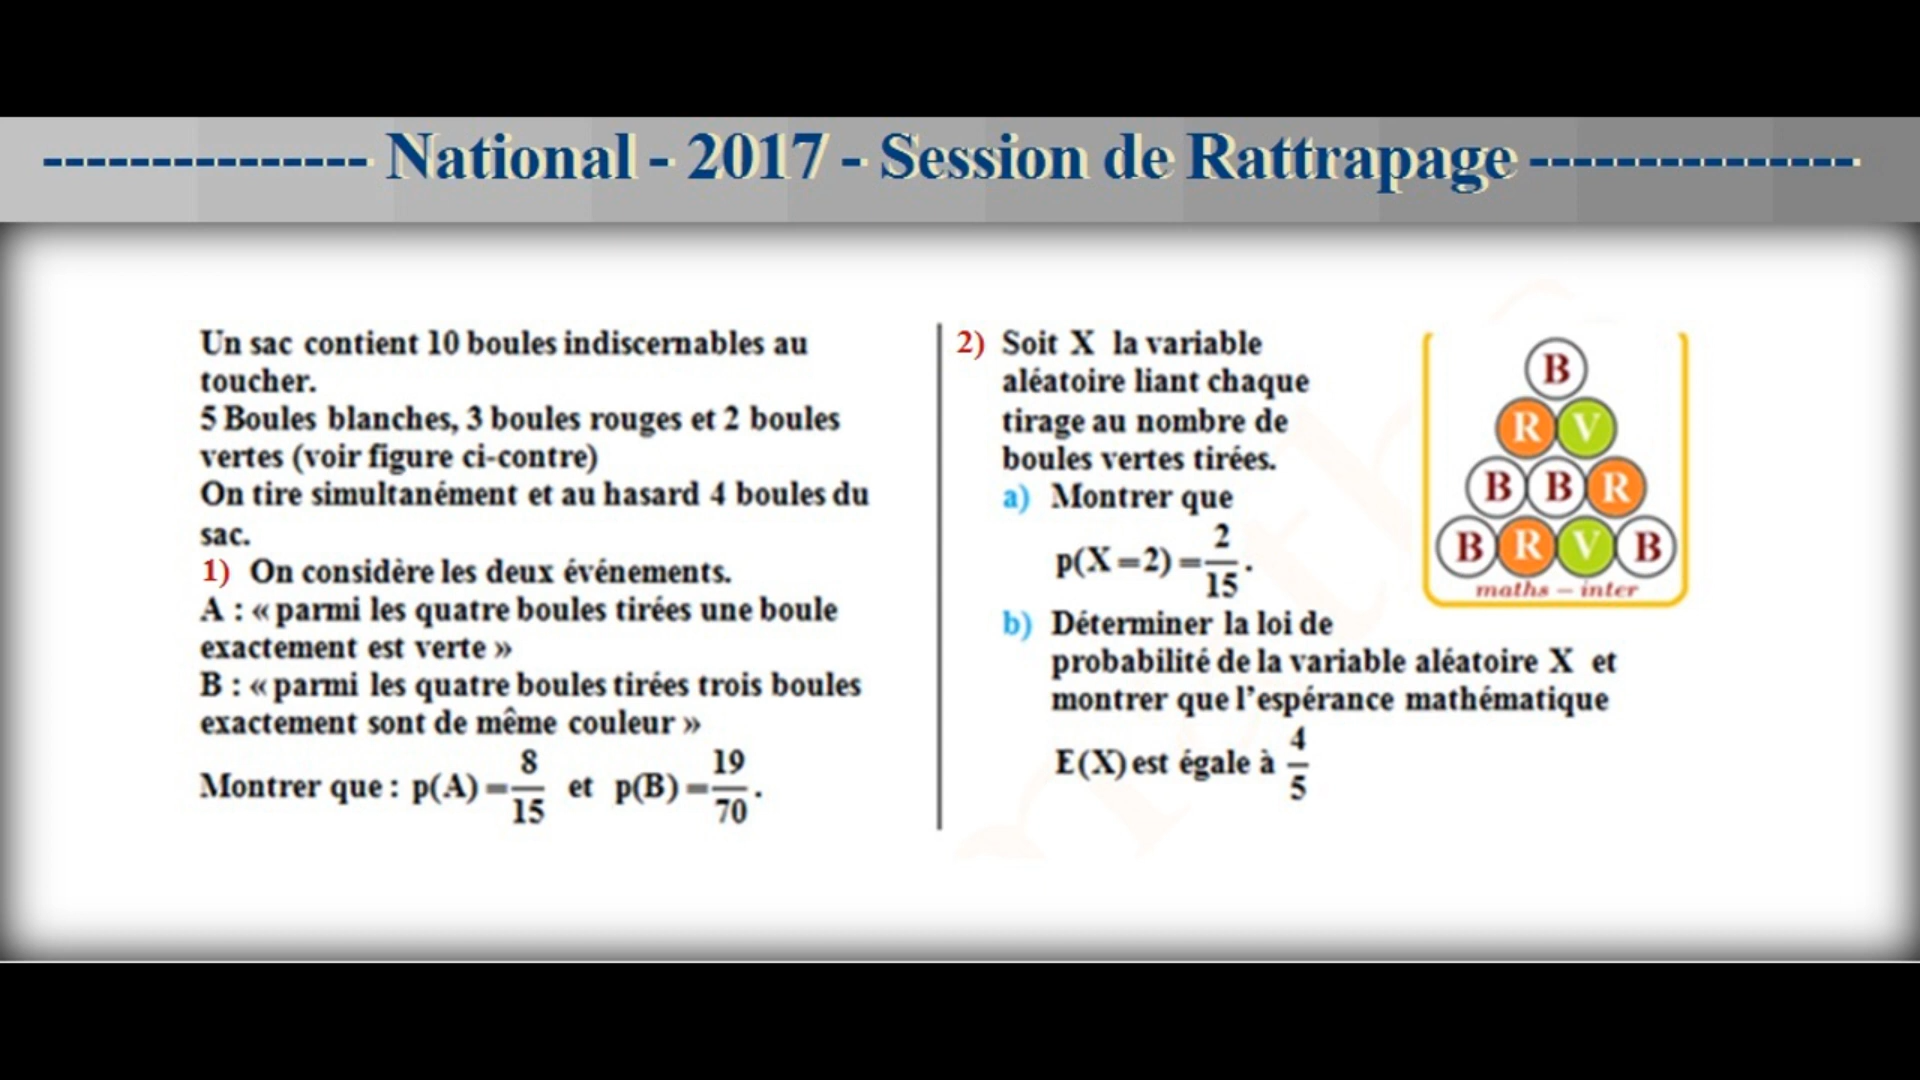 --------------- National - 2017 - Session de Rattrapage ---------------
Un sac contient 10 boules indiscernables au
toucher.
5 Boules blanches, 3 boules rouges et 2 boules
vertes (voir figure ci-contre)
On tire simultanément et au hasard 4 boules du
sac.
1) On considère les deux événements.
A : « parmi les quatre boules tirées une boule
exactement est verte »
B : « parmi les quatre boules tirées trois boules
exactement sont de même couleur »
Montrer que : p(A) = 8/15 et p(B) = 19/70 .
2) Soit X la variable
aléatoire liant chaque
tirage au nombre de
boules vertes tirées.
a) Montrer que
p(X = 2) = 2/15 .
b) Déterminer la loi de
probabilité de la variable aléatoire X et
montrer que l'espérance mathématique
E(X) est égale à 4/5
B
R V
B B R
B R V B
maths – inter